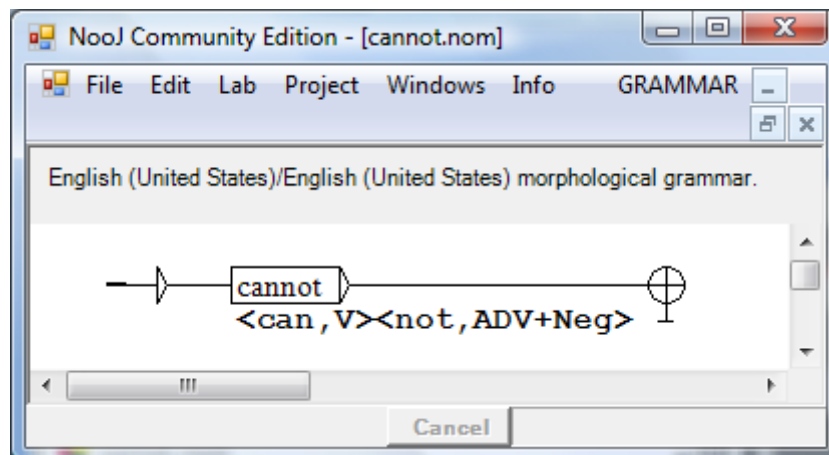 NooJ Community Edition - [cannot.nom]
File Edit Lab Project Windows Info GRAMMAR
English (United States)/English (United States) morphological grammar.
cannot
<can,V><not,ADV+Neg>
Cancel